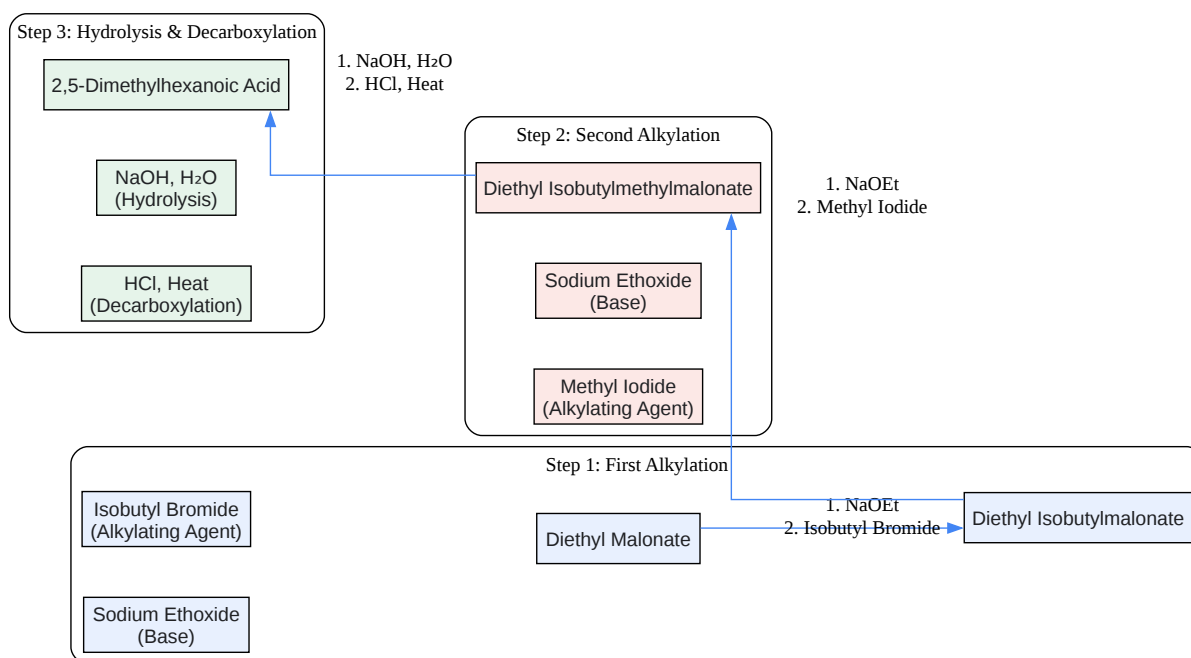 Step 3: Hydrolysis & Decarboxylation
2,5-Dimethylhexanoic Acid
NaOH, H₂O
(Hydrolysis)
HCl, Heat
(Decarboxylation)
1. NaOH, H₂O
2. HCl, Heat
Step 2: Second Alkylation
Diethyl Isobutylmethylmalonate
Sodium Ethoxide
(Base)
Methyl Iodide
(Alkylating Agent)
1. NaOEt
2. Methyl Iodide
Step 1: First Alkylation
Isobutyl Bromide
(Alkylating Agent)
Sodium Ethoxide
(Base)
Diethyl Malonate
1. NaOEt
2. Isobutyl Bromide
Diethyl Isobutylmalonate